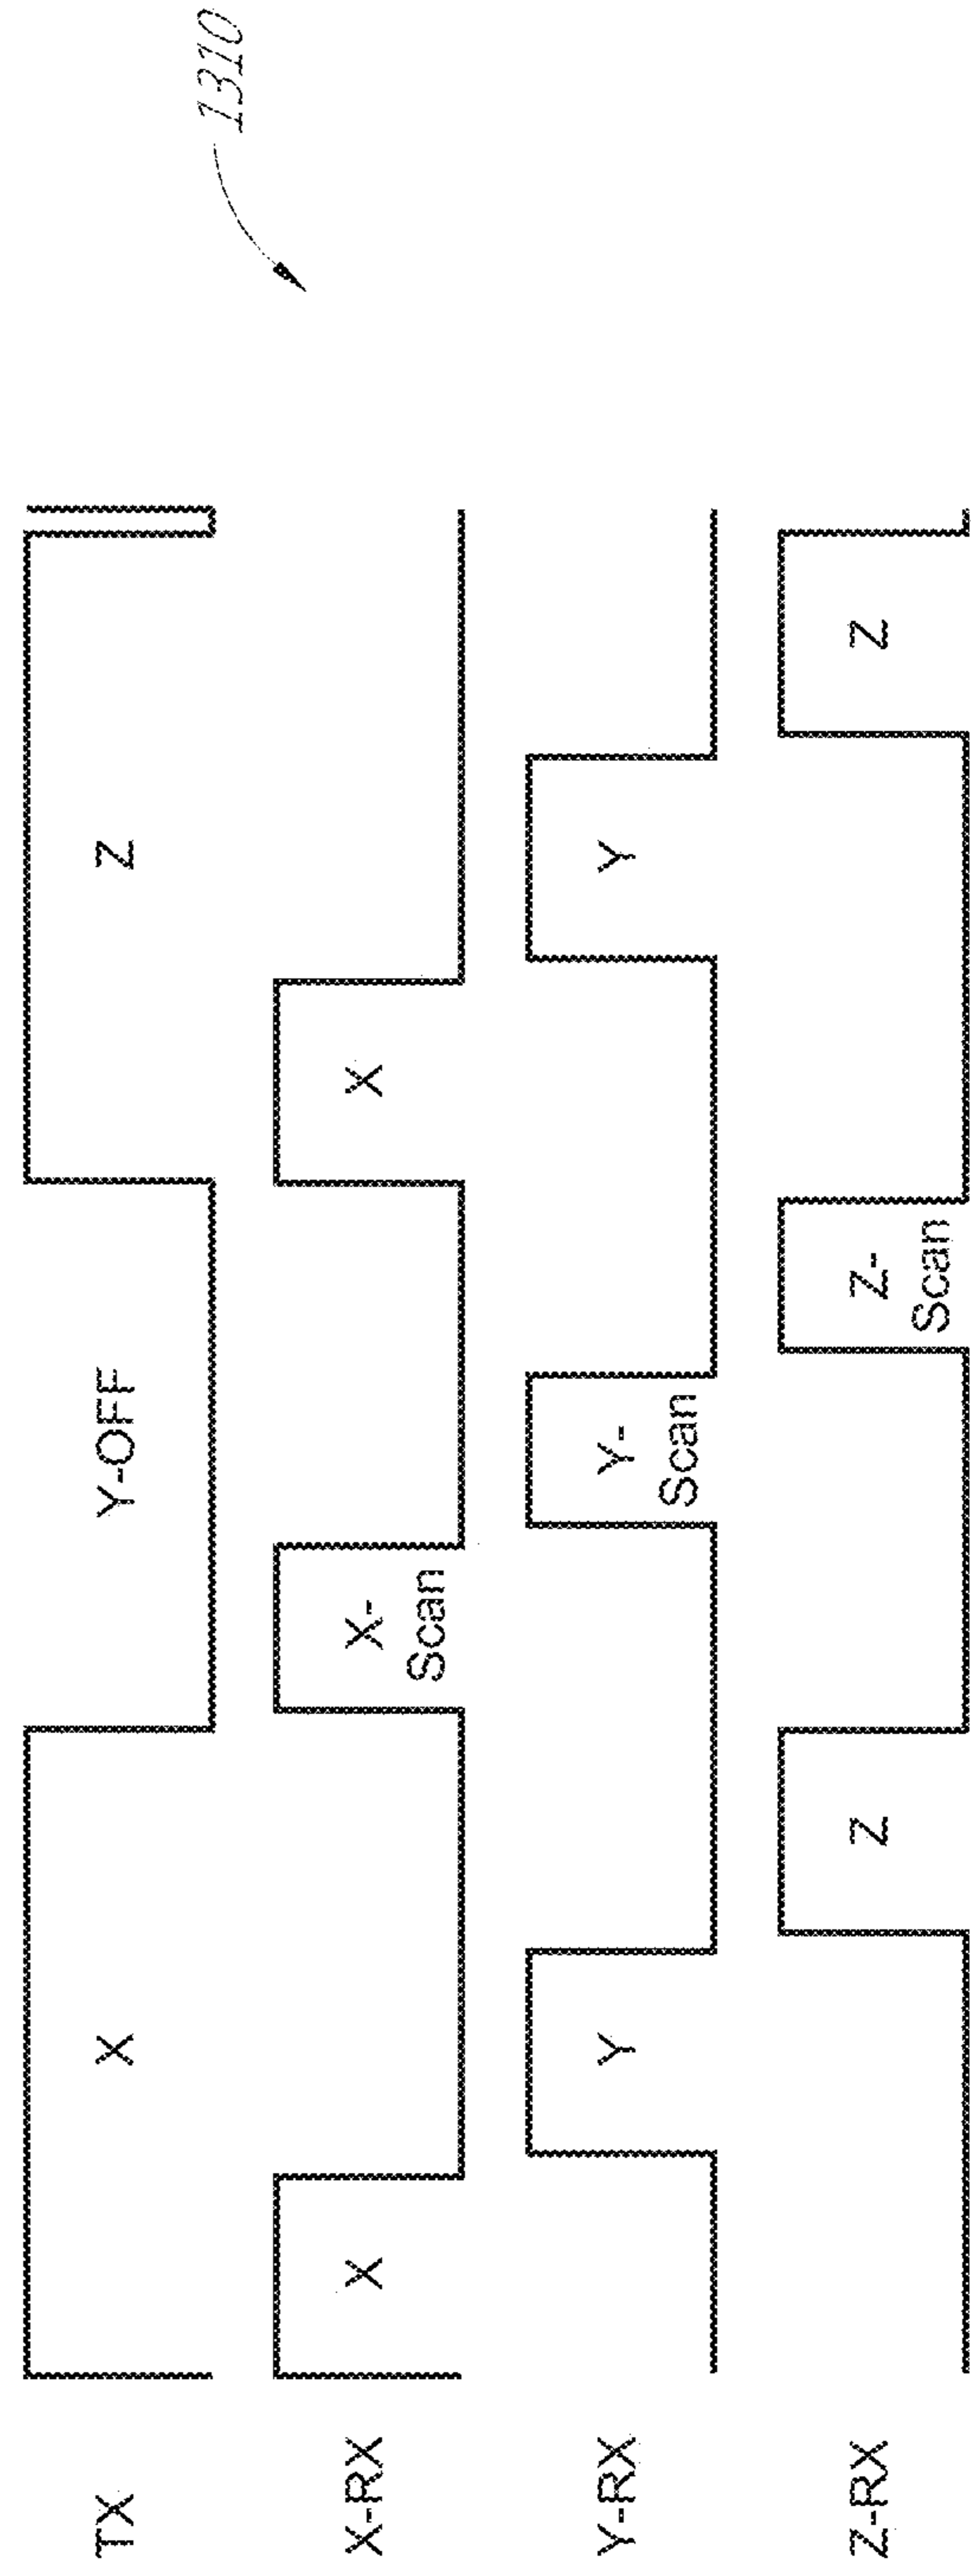 1310
TX
X
Y-OFF
Z
X-RX
X
X-
Scan
X
Y-RX
Y
Y-
Scan
Y
Z-RX
Z
Z-
Scan
Z